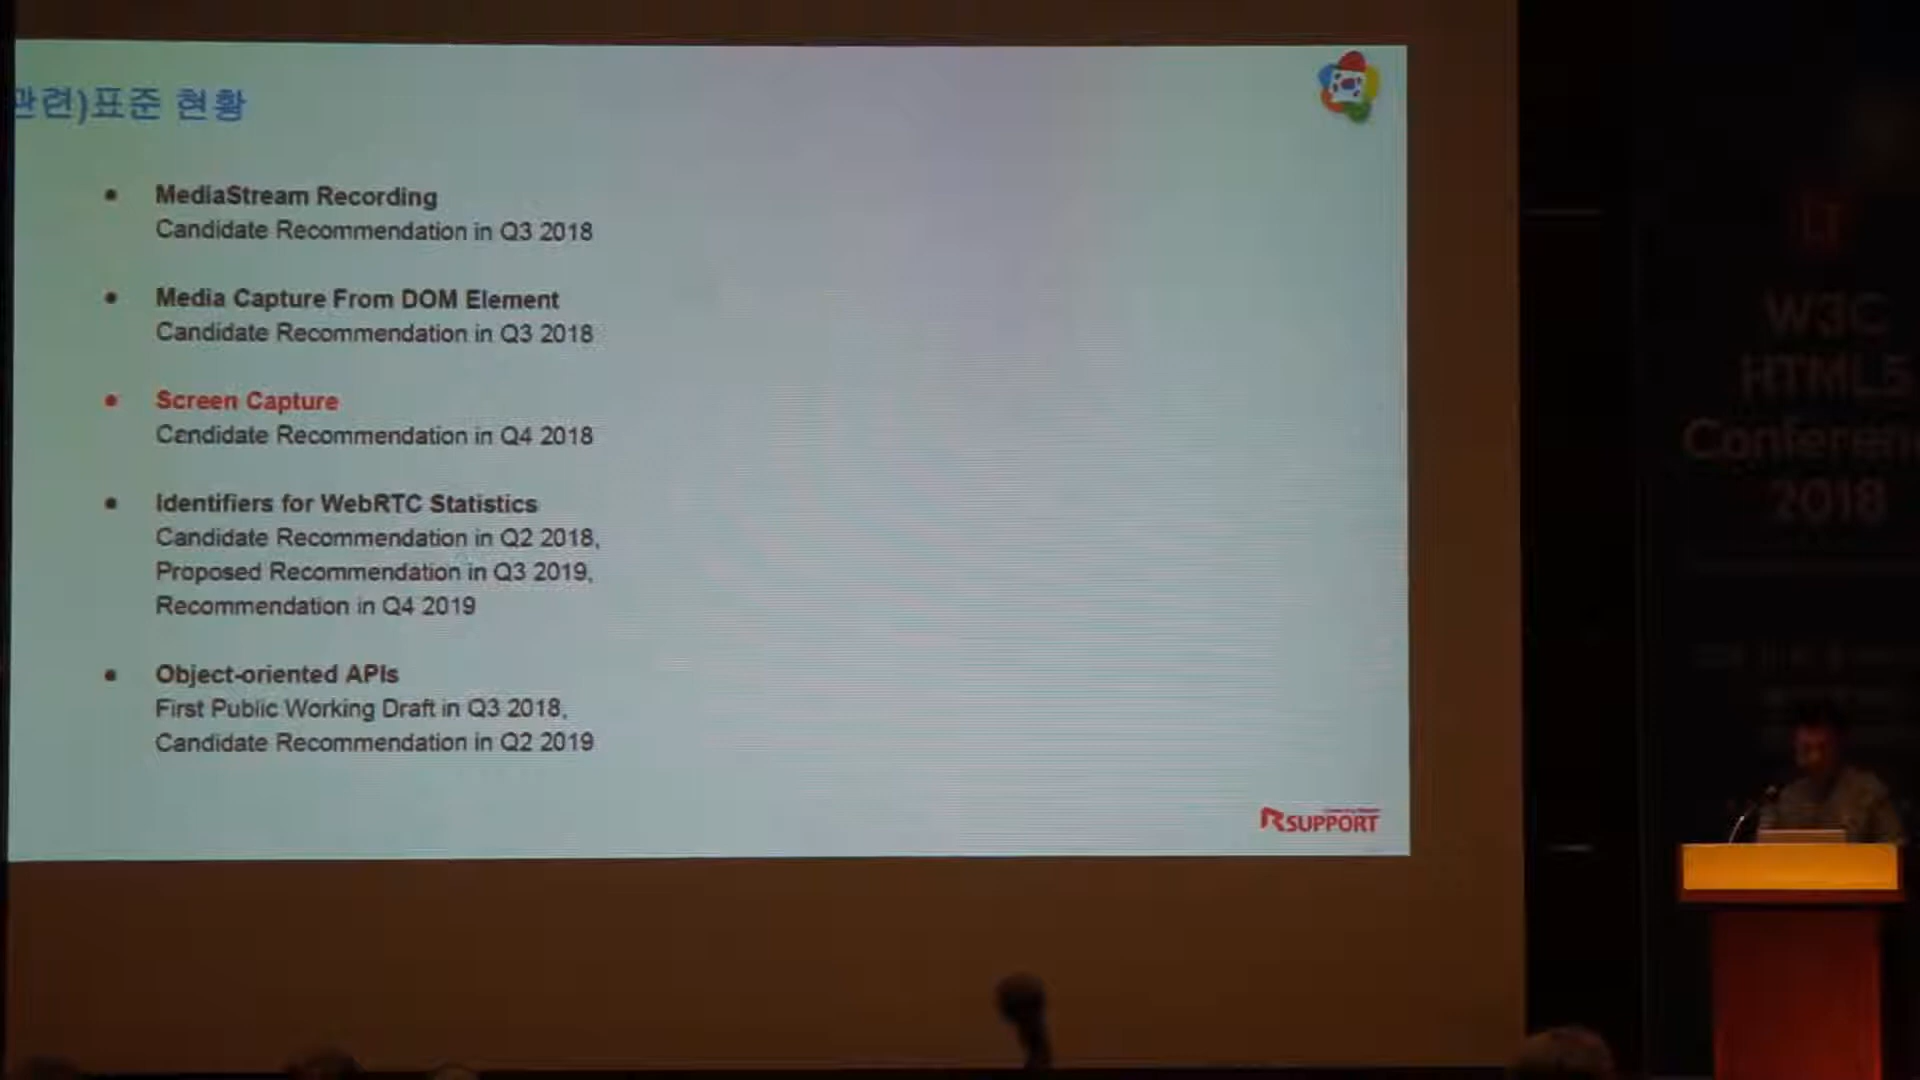 관련)표준 현황
MediaStream Recording
Candidate Recommendation in Q3 2018
Media Capture From DOM Element
Candidate Recommendation in Q3 2018
Screen Capture
Candidate Recommendation in Q4 2018
Identifiers for WebRTC Statistics
Candidate Recommendation in Q2 2018,
Proposed Recommendation in Q3 2019,
Recommendation in Q4 2019
Object-oriented APIs
First Public Working Draft in Q3 2018,
Candidate Recommendation in Q2 2019
RSUPPORT
W3C
HTML5
Conferen
2018